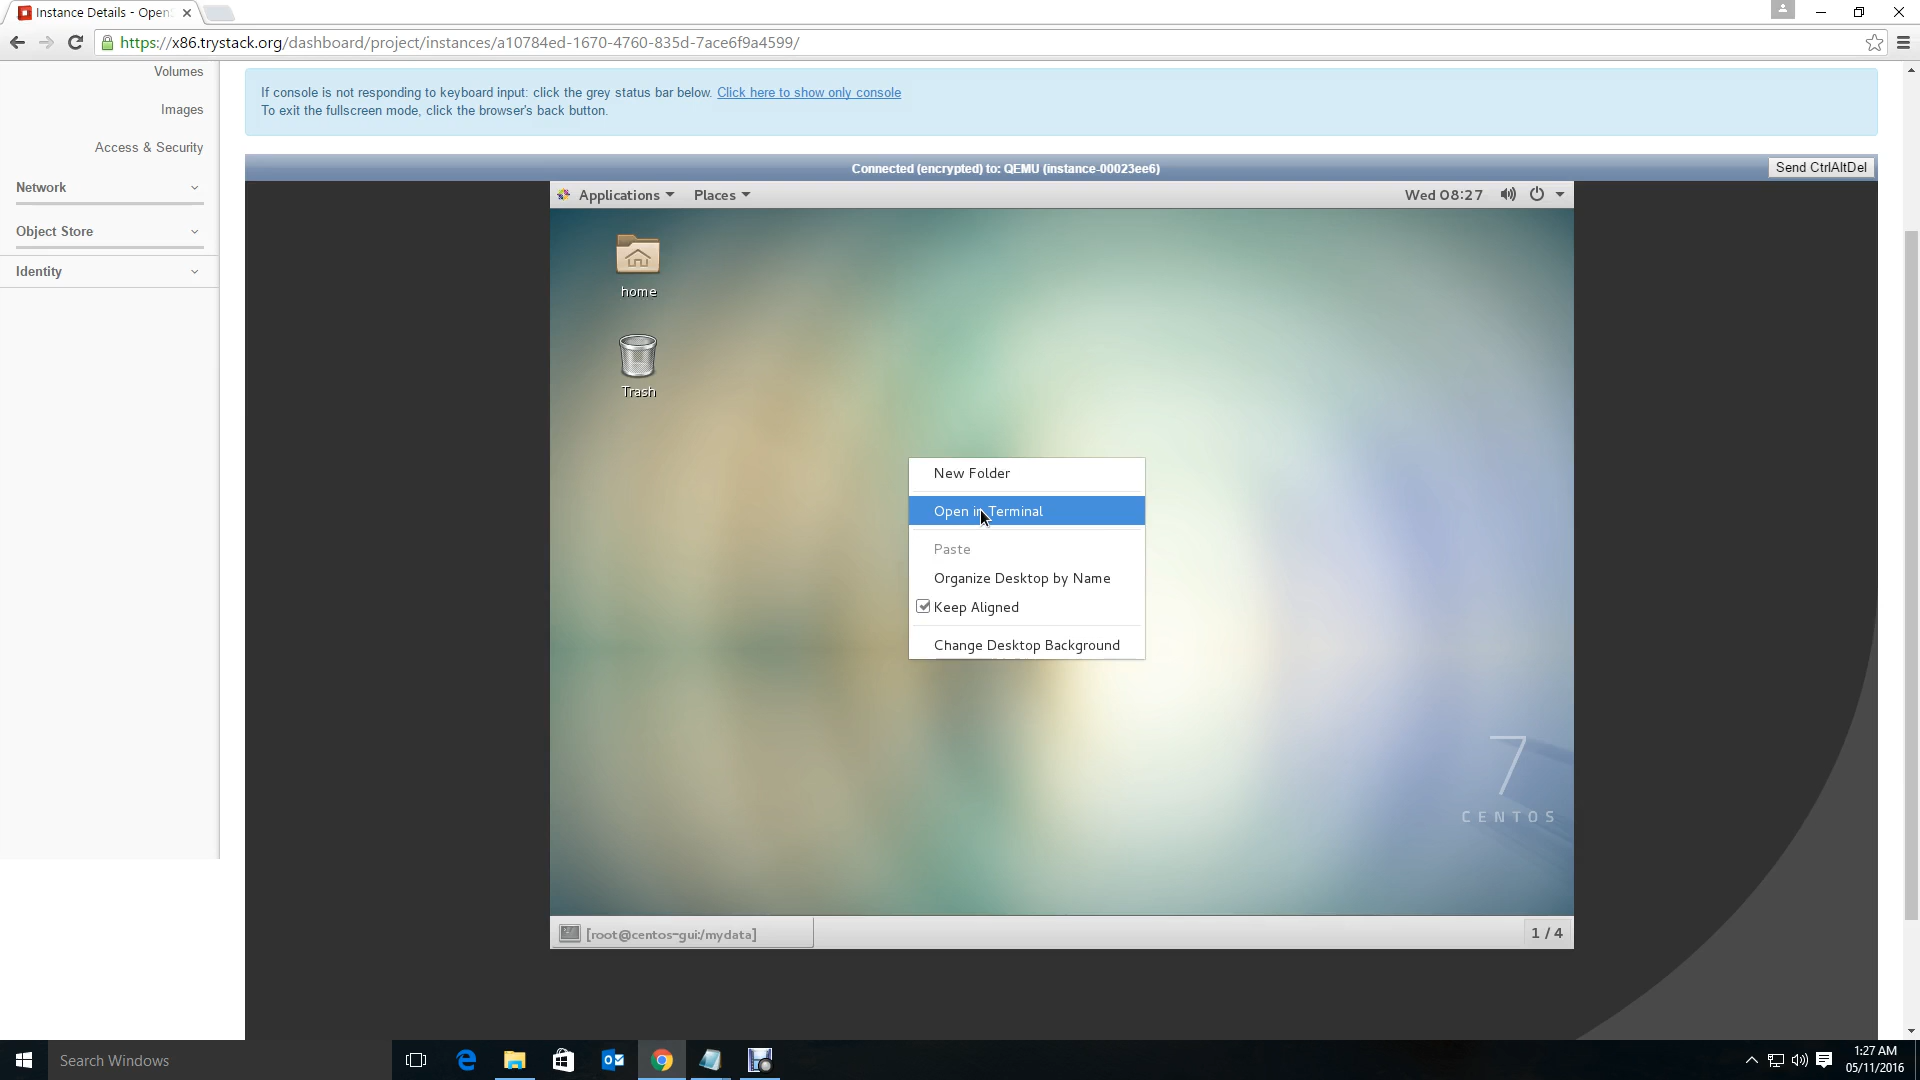 Instance Details - Open
https://x86.trystack.org/dashboard/project/instances/a10784ed-1670-4760-835d-7ace6f9a4599/
Volumes
Images
Access & Security
Network
Object Store
Identity
If console is not responding to keyboard input: click the grey status bar below. Click here to show only console
To exit the fullscreen mode, click the browser's back button.
Connected (encrypted) to: QEMU (instance-00023ee6)
Send CtrlAltDel
Applications Places Wed 08:27
home
Trash
New Folder
Open in Terminal
Paste
Organize Desktop by Name
Keep Aligned
Change Desktop Background
7
CENTOS
[root@centos-gui:/mydata]
1 / 4
Search Windows
1:27 AM
05/11/2016